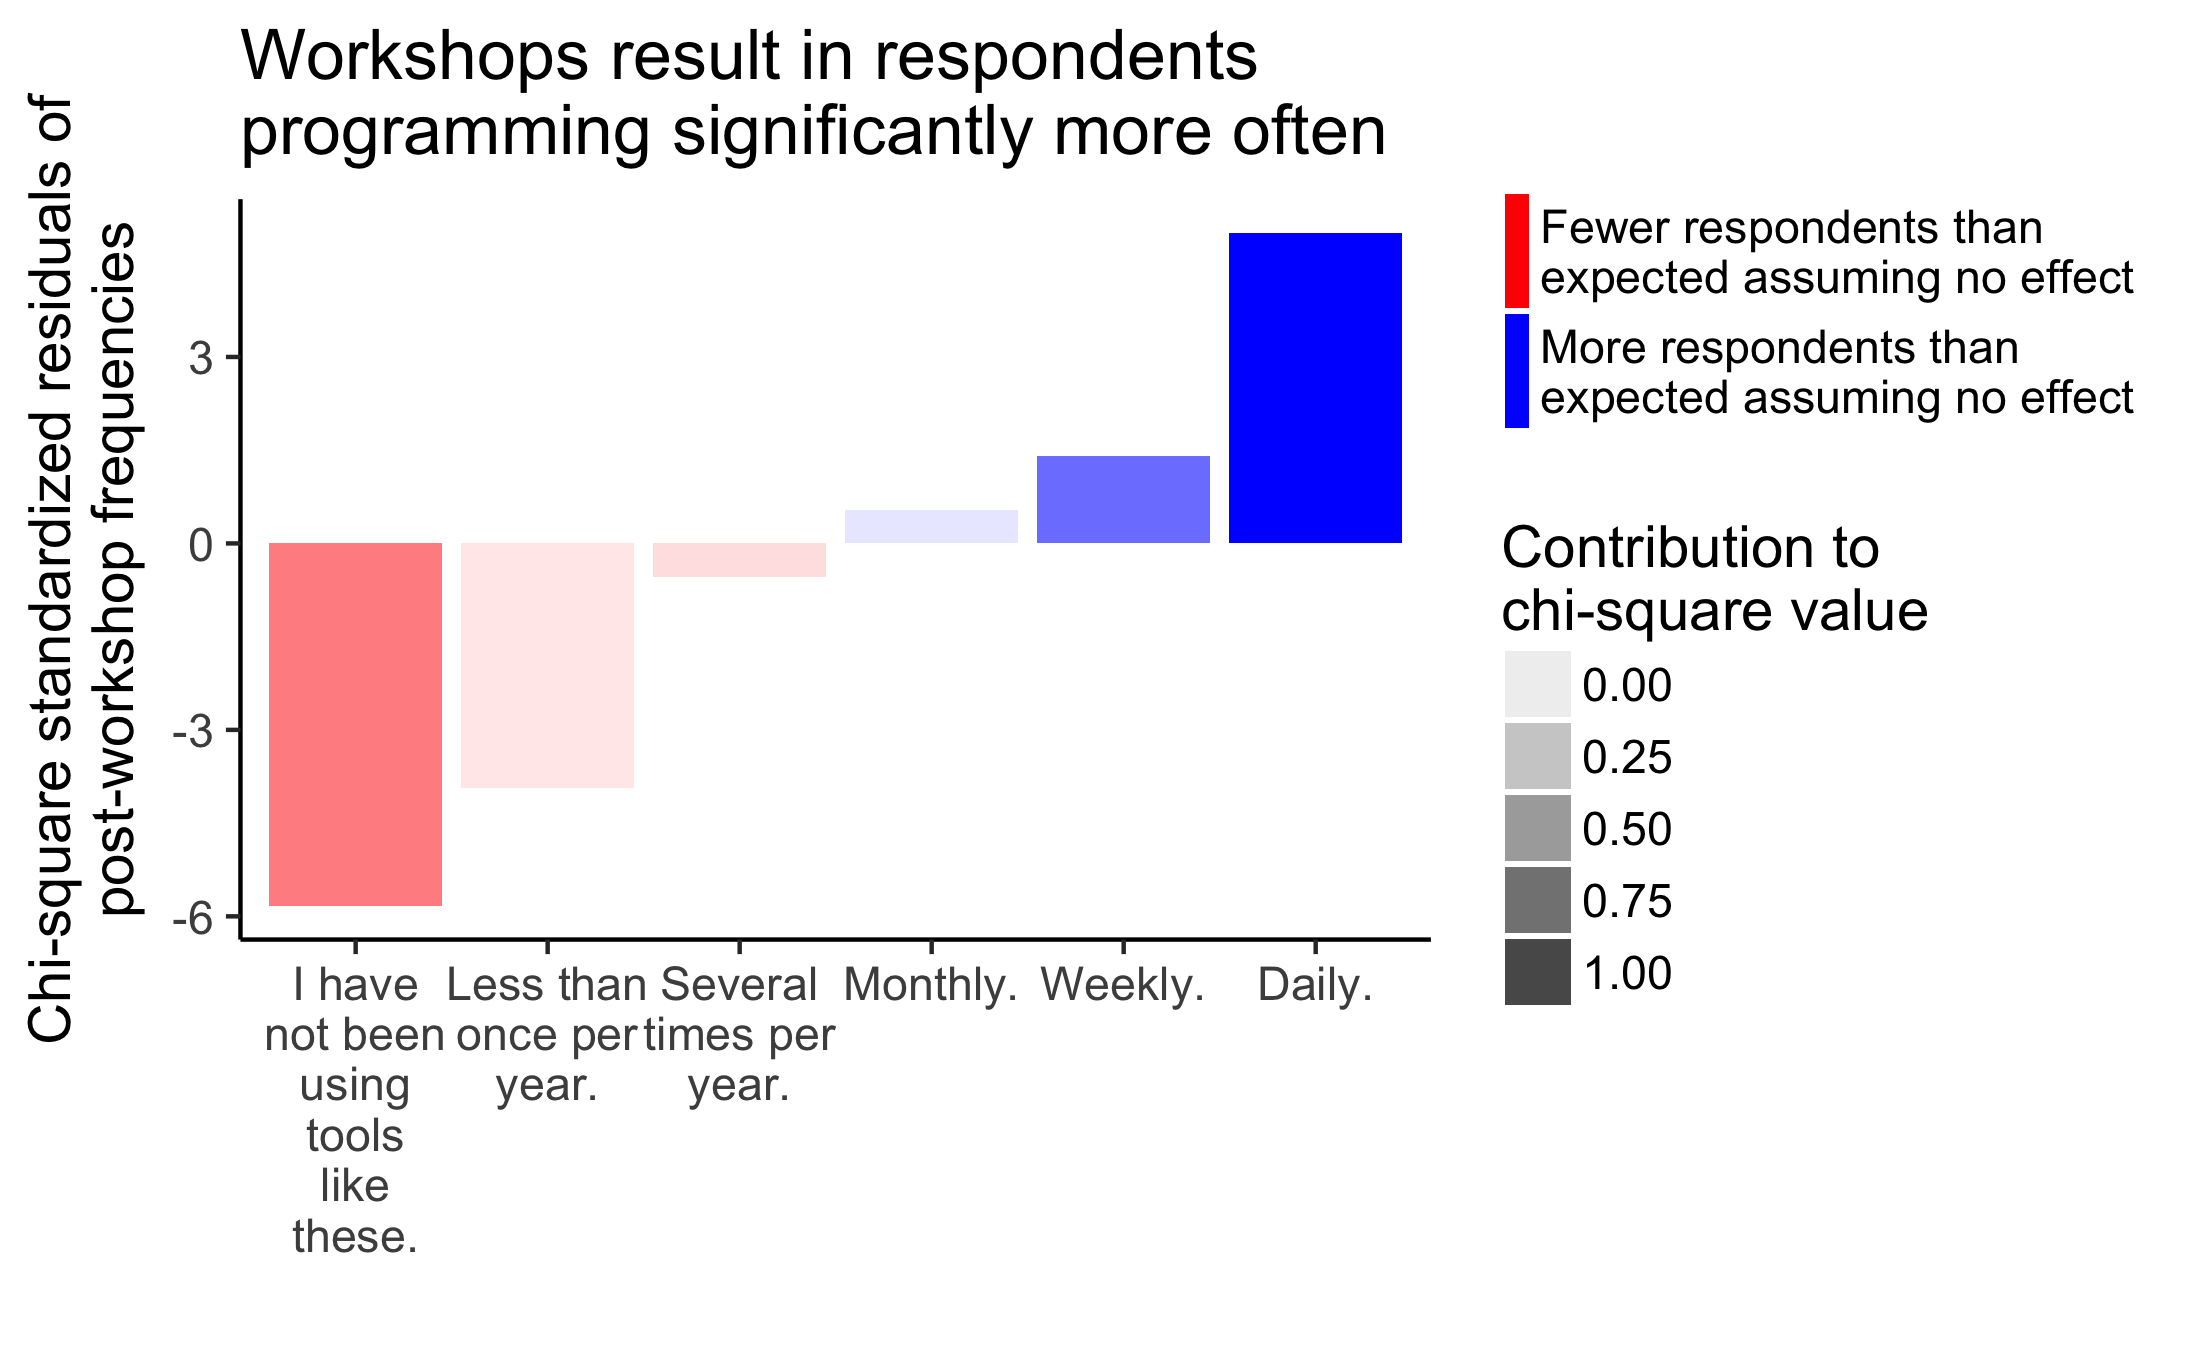 Workshops result in respondents
programming significantly more often
Chi-square standardized residuals of
post-workshop frequencies
3
0
-3
-6
I have
not been
using
tools
like
these.
Less than
once per
year.
Several
times per
year.
Monthly.
Weekly.
Daily.
Fewer respondents than
expected assuming no effect
More respondents than
expected assuming no effect
Contribution to
chi-square value
0.00
0.25
0.50
0.75
1.00